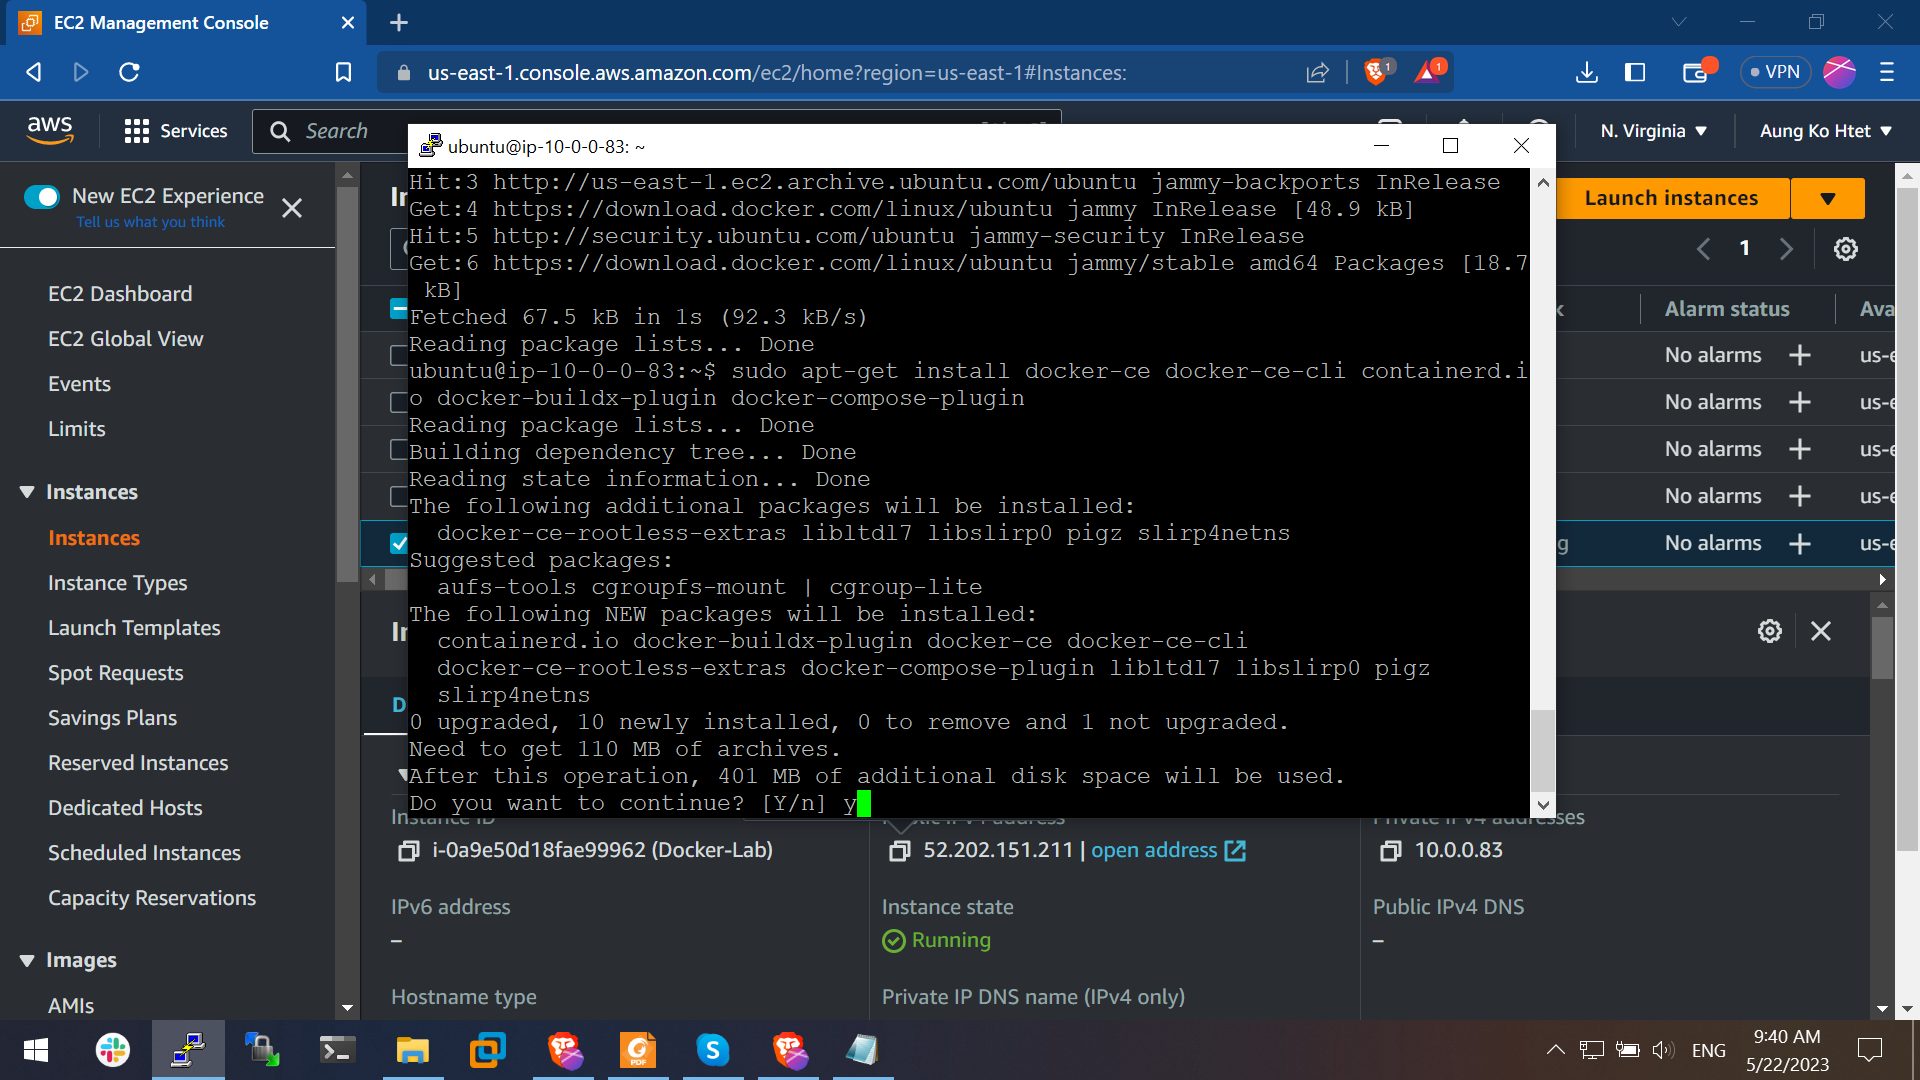 EC2 Management Console
us-east-1.console.aws.amazon.com/ec2/home?region=us-east-1#Instances:
1
1
VPN
aws
Services
Search
N. Virginia
Aung Ko Htet
New EC2 Experience
Tell us what you think
EC2 Dashboard
EC2 Global View
Events
Limits
Instances
Instances
Instance Types
Launch Templates
Spot Requests
Savings Plans
Reserved Instances
Dedicated Hosts
Scheduled Instances
Capacity Reservations
Images
AMIs
ubuntu@ip-10-0-0-83: ~
Hit:3 http://us-east-1.ec2.archive.ubuntu.com/ubuntu jammy-backports InRelease
Get:4 https://download.docker.com/linux/ubuntu jammy InRelease [48.9 kB]
Hit:5 http://security.ubuntu.com/ubuntu jammy-security InRelease
Get:6 https://download.docker.com/linux/ubuntu jammy/stable amd64 Packages [18.7
kB]
Fetched 67.5 kB in 1s (92.3 kB/s)
Reading package lists... Done
ubuntu@ip-10-0-0-83:~$ sudo apt-get install docker-ce docker-ce-cli containerd.i
o docker-buildx-plugin docker-compose-plugin
Reading package lists... Done
Building dependency tree... Done
Reading state information... Done
The following additional packages will be installed:
docker-ce-rootless-extras libltdl7 libslirp0 pigz slirp4netns
Suggested packages:
aufs-tools cgroupfs-mount | cgroup-lite
The following NEW packages will be installed:
containerd.io docker-buildx-plugin docker-ce docker-ce-cli
docker-ce-rootless-extras docker-compose-plugin libltdl7 libslirp0 pigz
slirp4netns
0 upgraded, 10 newly installed, 0 to remove and 1 not upgraded.
Need to get 110 MB of archives.
After this operation, 401 MB of additional disk space will be used.
Do you want to continue? [Y/n] y
Launch instances
1
Alarm status
Ava
No alarms +
us-e
No alarms +
us-e
No alarms +
us-e
No alarms +
us-e
No alarms +
us-e
Instance ID
i-0a9e50d18fae99962 (Docker-Lab)
52.202.151.211 | open address
Private IPv4 addresses
10.0.0.83
IPv6 address
–
Instance state
Running
Public IPv4 DNS
–
Hostname type
Private IP DNS name (IPv4 only)
PDF
ENG
9:40 AM
5/22/2023